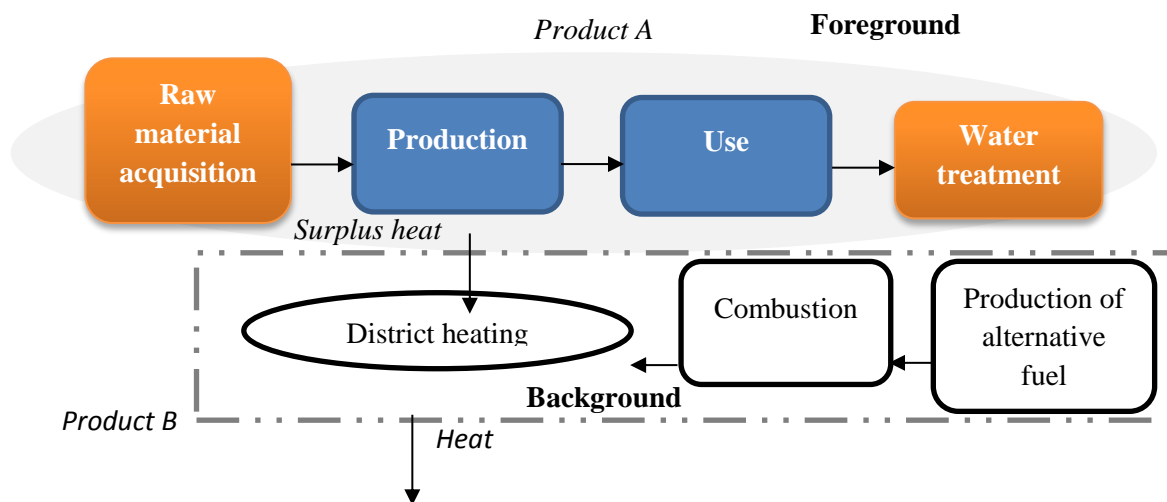 Product A
Foreground
Raw
material
acquisition
Production
Use
Water
treatment
Surplus heat
District heating
Combustion
Production of
alternative
fuel
Background
Product B
Heat